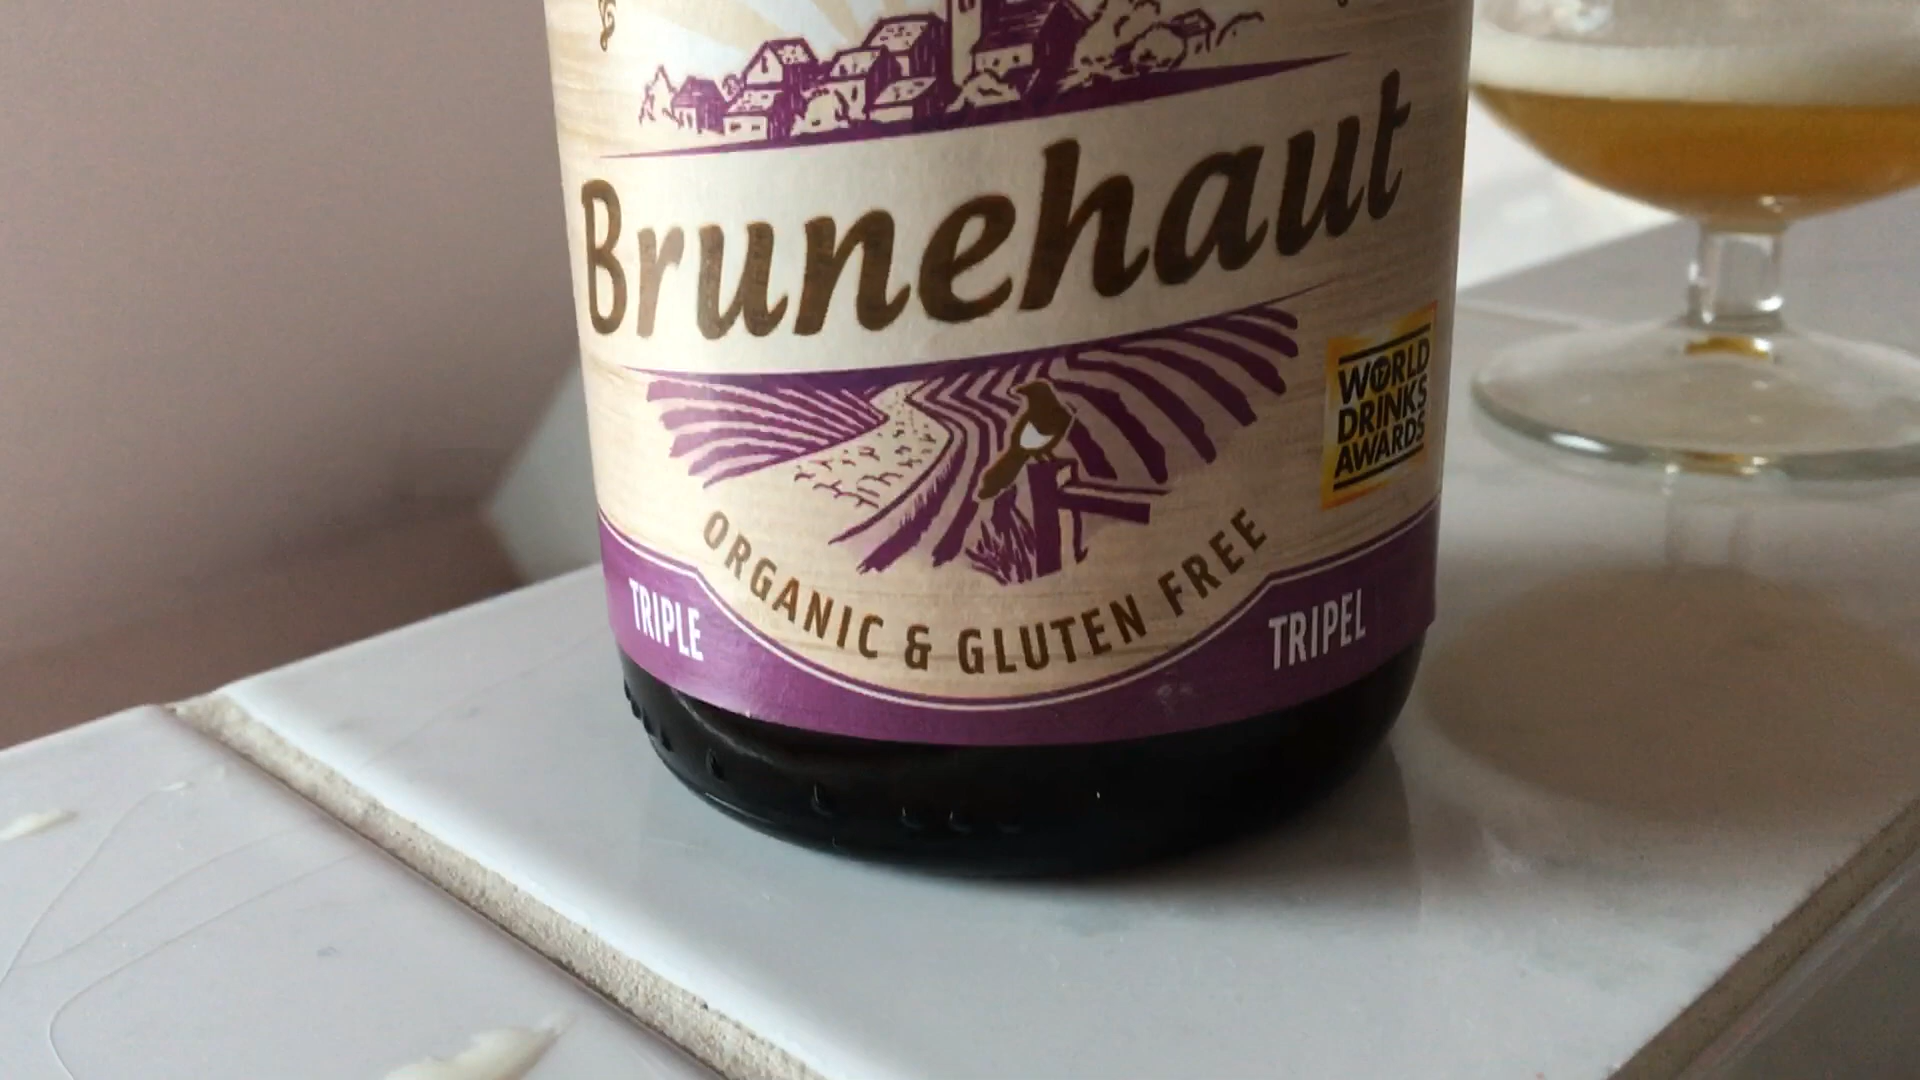 Brunehaut
WORLD
DRINKS
AWARDS
ORGANIC & GLUTEN FREE
TRIPLE
TRIPEL